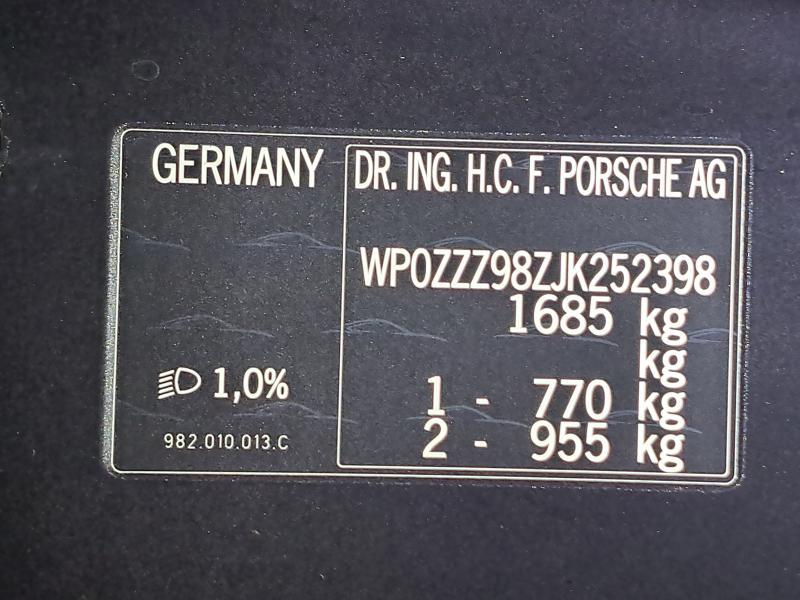 GERMANY
DR. ING. H.C. F. PORSCHE AG
WP0ZZZ98ZJK252398
1685 kg
kg
1 - 770 kg
2 - 955 kg
1,0%
982.010.013.C